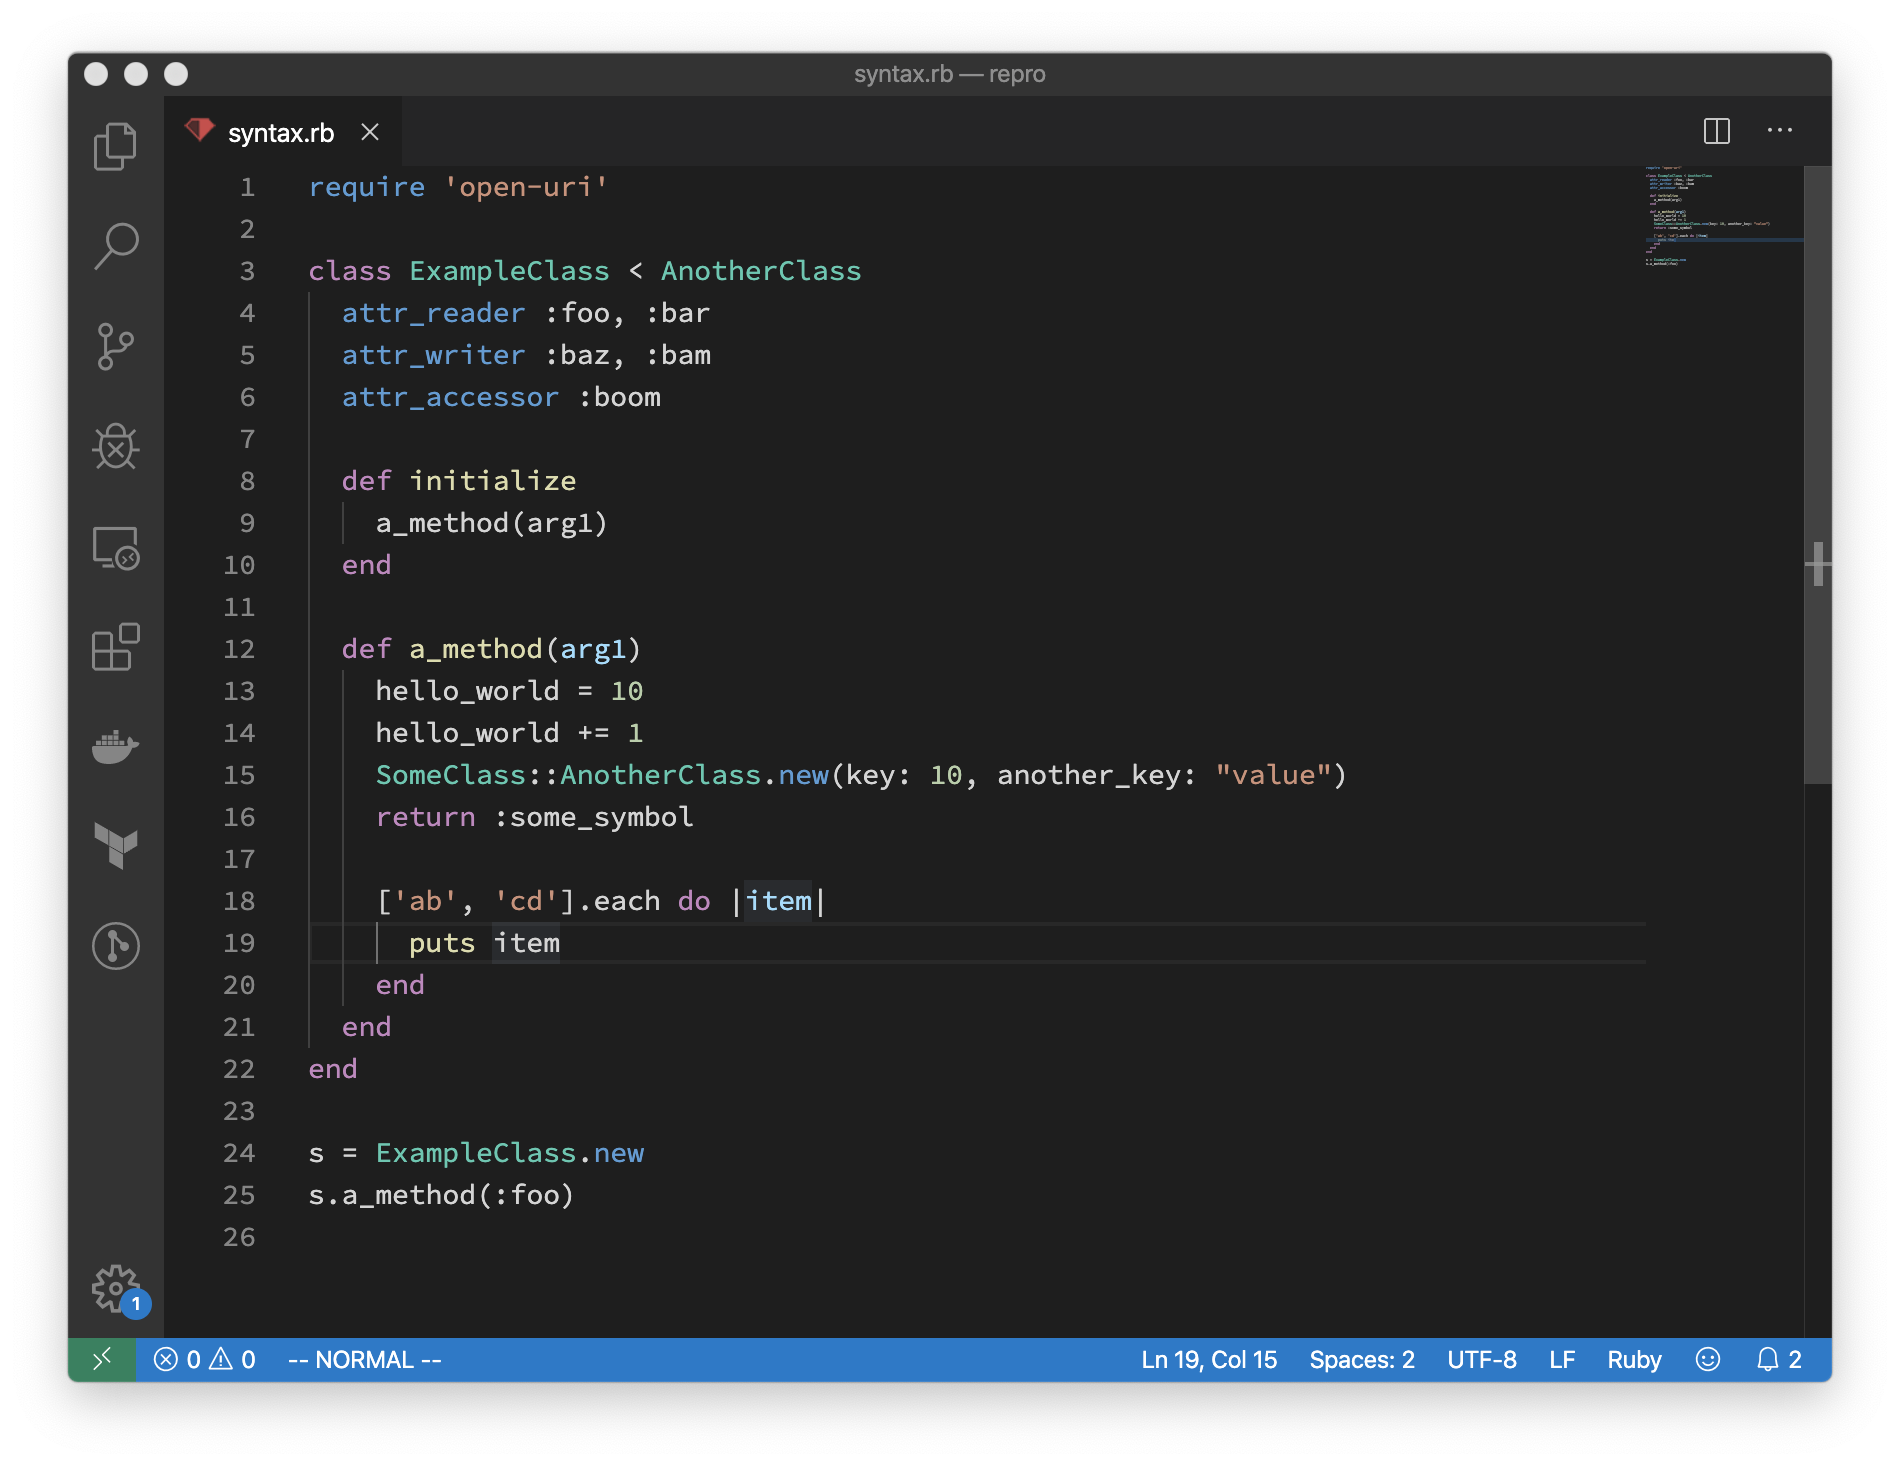 syntax.rb — repro
syntax.rb
1 require 'open-uri'
2
3 class ExampleClass < AnotherClass
4   attr_reader :foo, :bar
5   attr_writer :baz, :bam
6   attr_accessor :boom
7
8   def initialize
9     a_method(arg1)
10   end
11
12   def a_method(arg1)
13     hello_world = 10
14     hello_world += 1
15     SomeClass::AnotherClass.new(key: 10, another_key: "value")
16     return :some_symbol
17
18     ['ab', 'cd'].each do |item|
19       puts item
20     end
21   end
22 end
23
24 s = ExampleClass.new
25 s.a_method(:foo)
26
1
0 0 -- NORMAL -- Ln 19, Col 15 Spaces: 2 UTF-8 LF Ruby 2